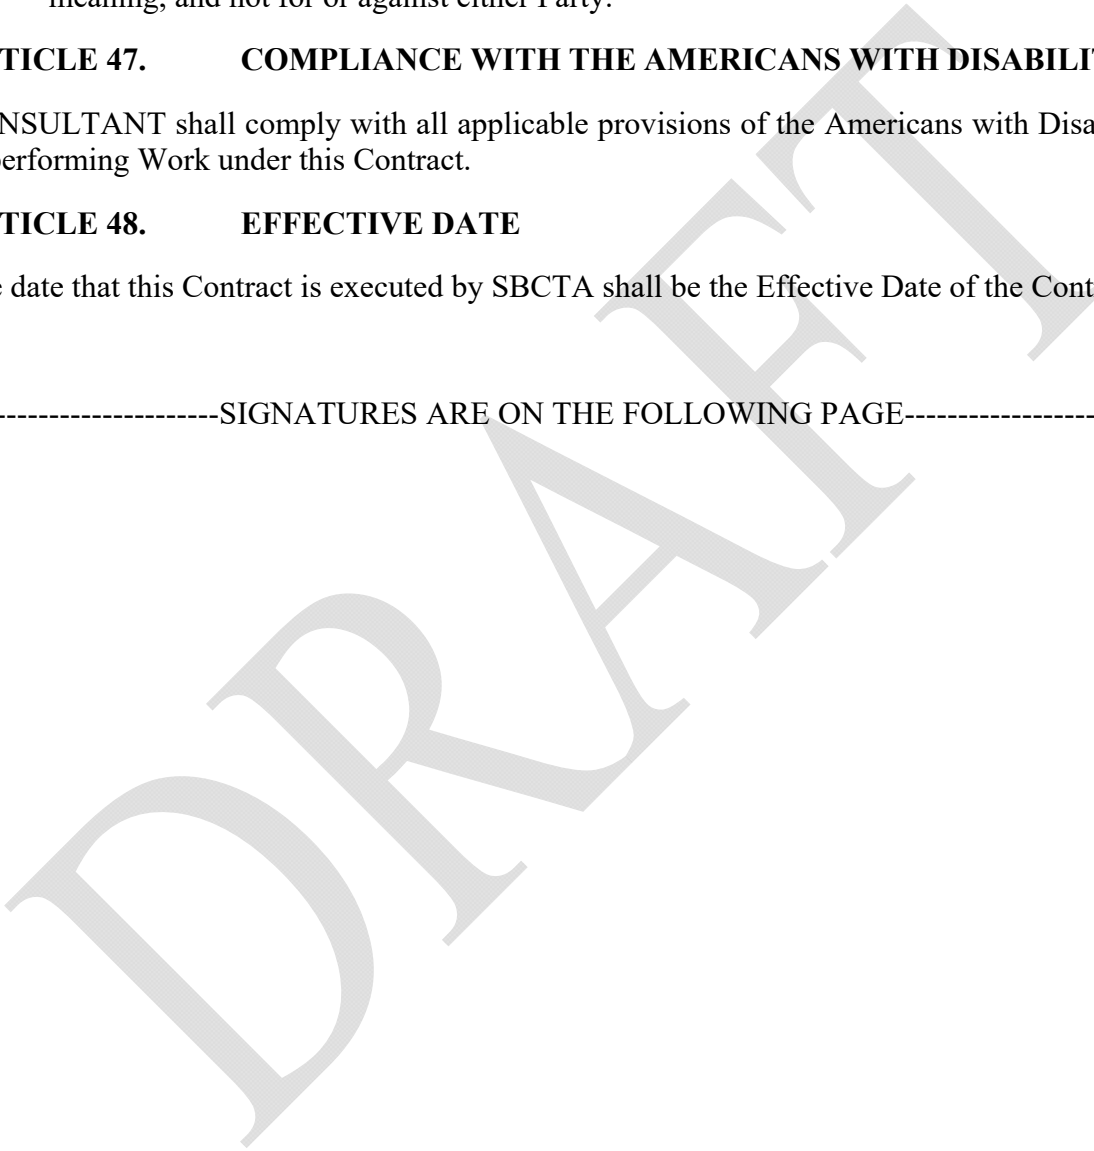 meaning, and not for or against either Party.
TICLE 47. COMPLIANCE WITH THE AMERICANS WITH DISABILIT
NSULTANT shall comply with all applicable provisions of the Americans with Disa
performing Work under this Contract.
TICLE 48. EFFECTIVE DATE
e date that this Contract is executed by SBCTA shall be the Effective Date of the Cont
---------------------SIGNATURES ARE ON THE FOLLOWING PAGE------------------
DRAFT